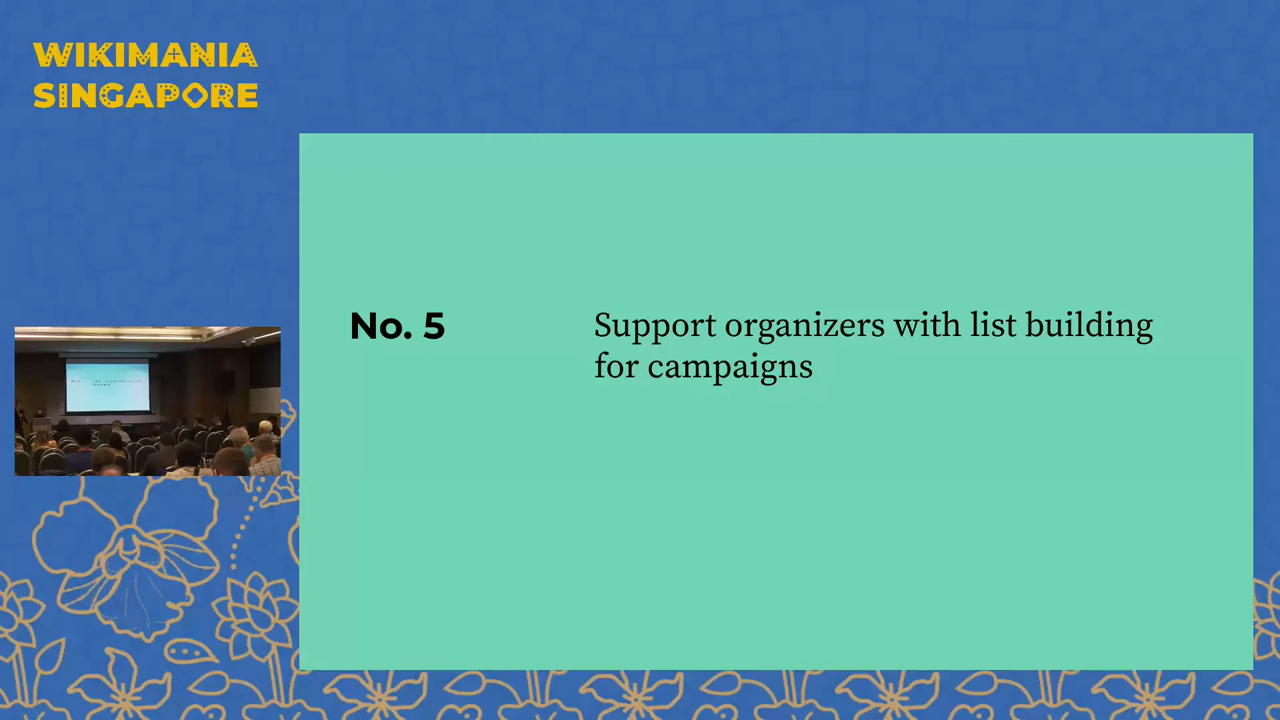 WIKIMANIA
SINGAPORE
No. 5
Support organizers with list building
for campaigns